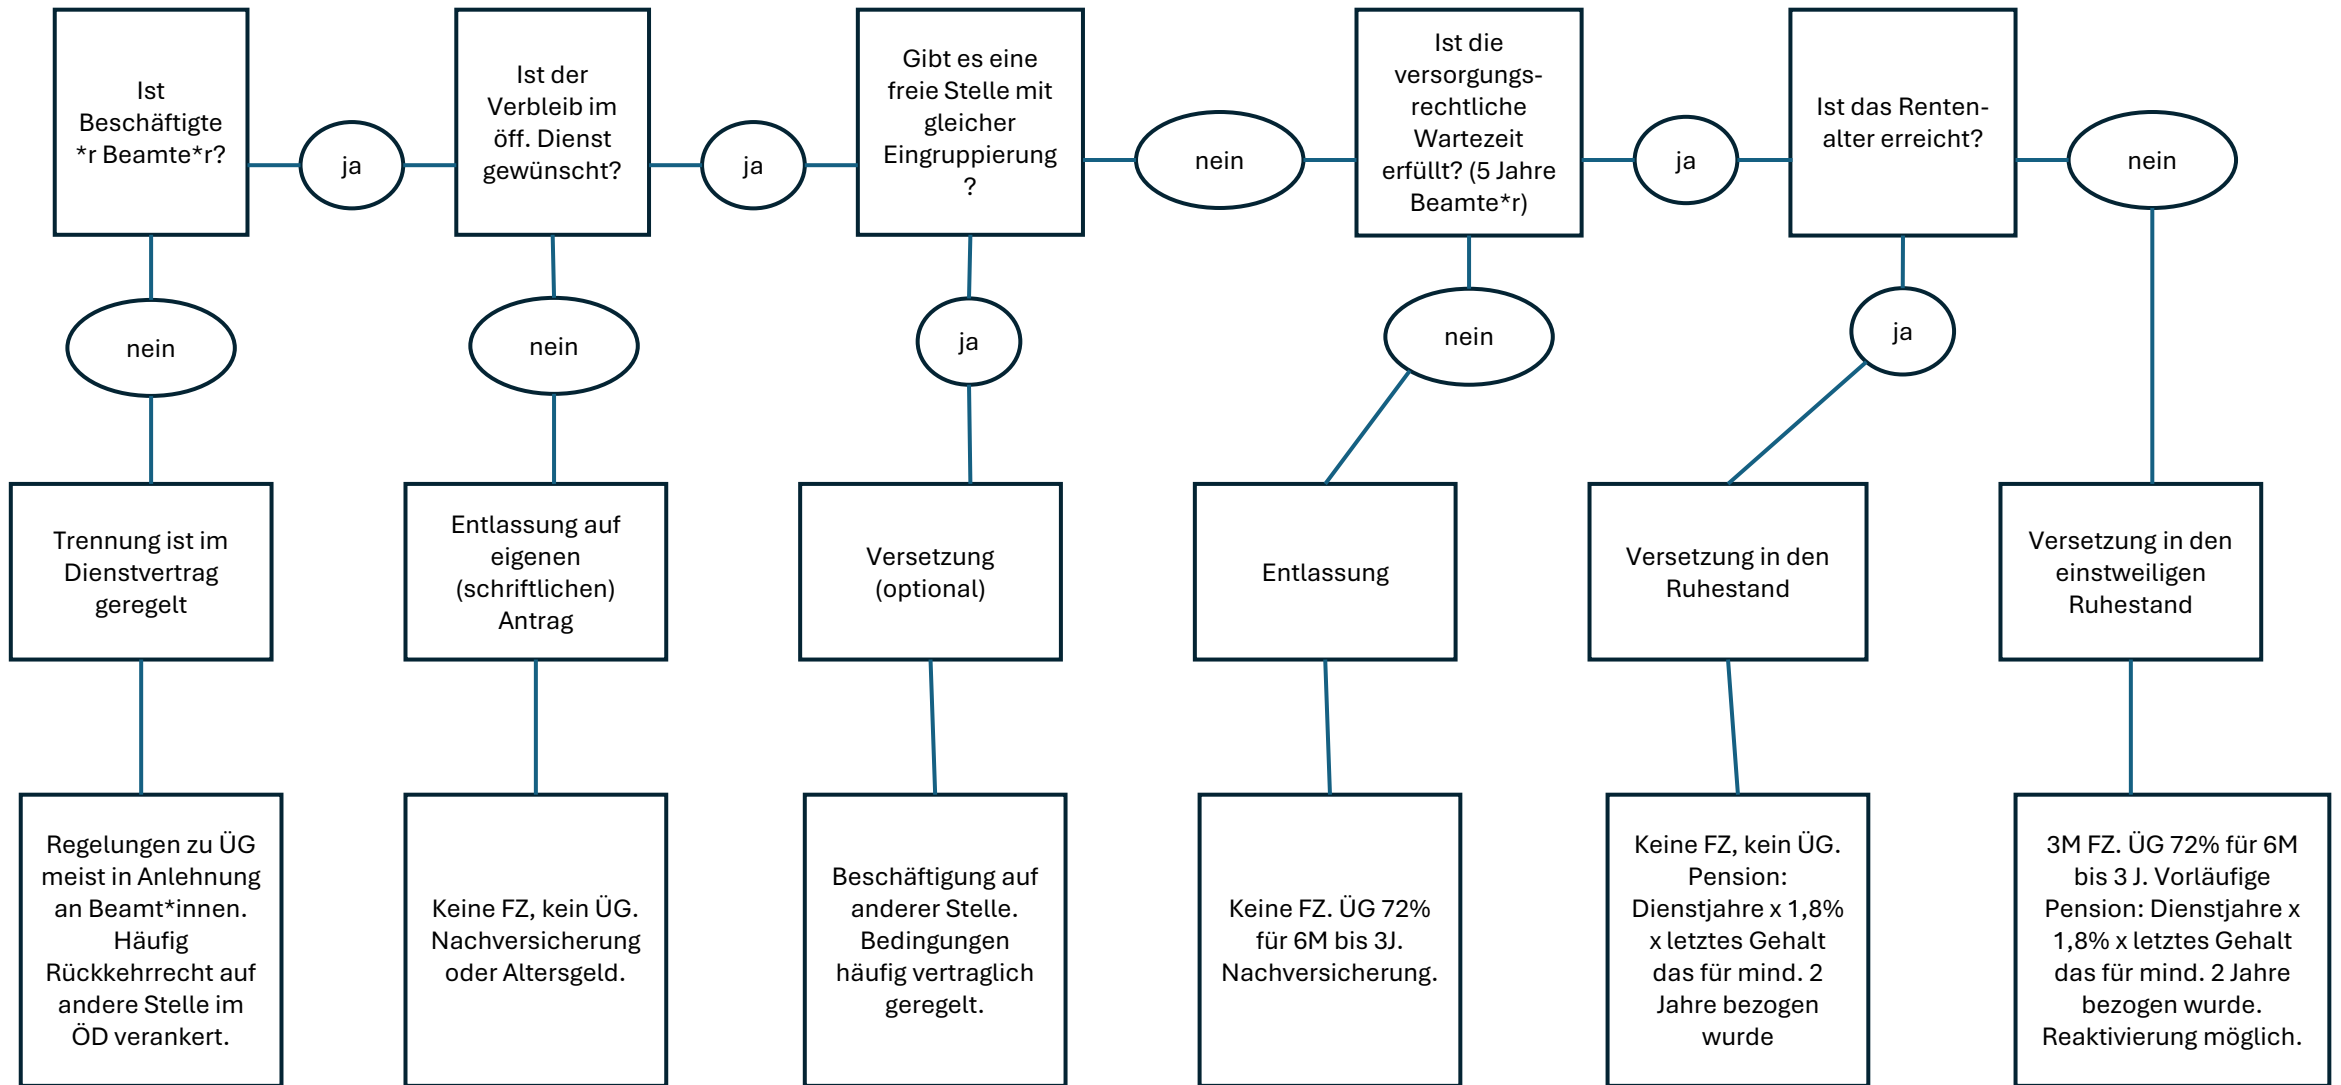 Ist
Beschäftigte
*r Beamte*r?
ja
Ist der
Verbleib im
öff. Dienst
gewünscht?
ja
Gibt es eine
freie Stelle mit
gleicher
Eingruppierung
?
nein
Ist die
versorgungs-
rechtliche
Wartezeit
erfüllt? (5 Jahre
Beamte*r)
ja
Ist das Renten-
alter erreicht?
nein
nein
nein
ja
nein
ja
Trennung ist im
Dienstvertrag
geregelt
Entlassung auf
eigenen
(schriftlichen)
Antrag
Versetzung
(optional)
Entlassung
Versetzung in den
Ruhestand
Versetzung in den
einstweiligen
Ruhestand
Regelungen zu ÜG
meist in Anlehnung
an Beamt*innen.
Häufig
Rückkehrrecht auf
andere Stelle im
ÖD verankert.
Keine FZ, kein ÜG.
Nachversicherung
oder Altersgeld.
Beschäftigung auf
anderer Stelle.
Bedingungen
häufig vertraglich
geregelt.
Keine FZ. ÜG 72%
für 6M bis 3J.
Nachversicherung.
Keine FZ, kein ÜG.
Pension:
Dienstjahre x 1,8%
x letztes Gehalt
das für mind. 2
Jahre bezogen
wurde
3M FZ. ÜG 72% für 6M
bis 3 J. Vorläufige
Pension: Dienstjahre x
1,8% x letztes Gehalt
das für mind. 2 Jahre
bezogen wurde.
Reaktivierung möglich.